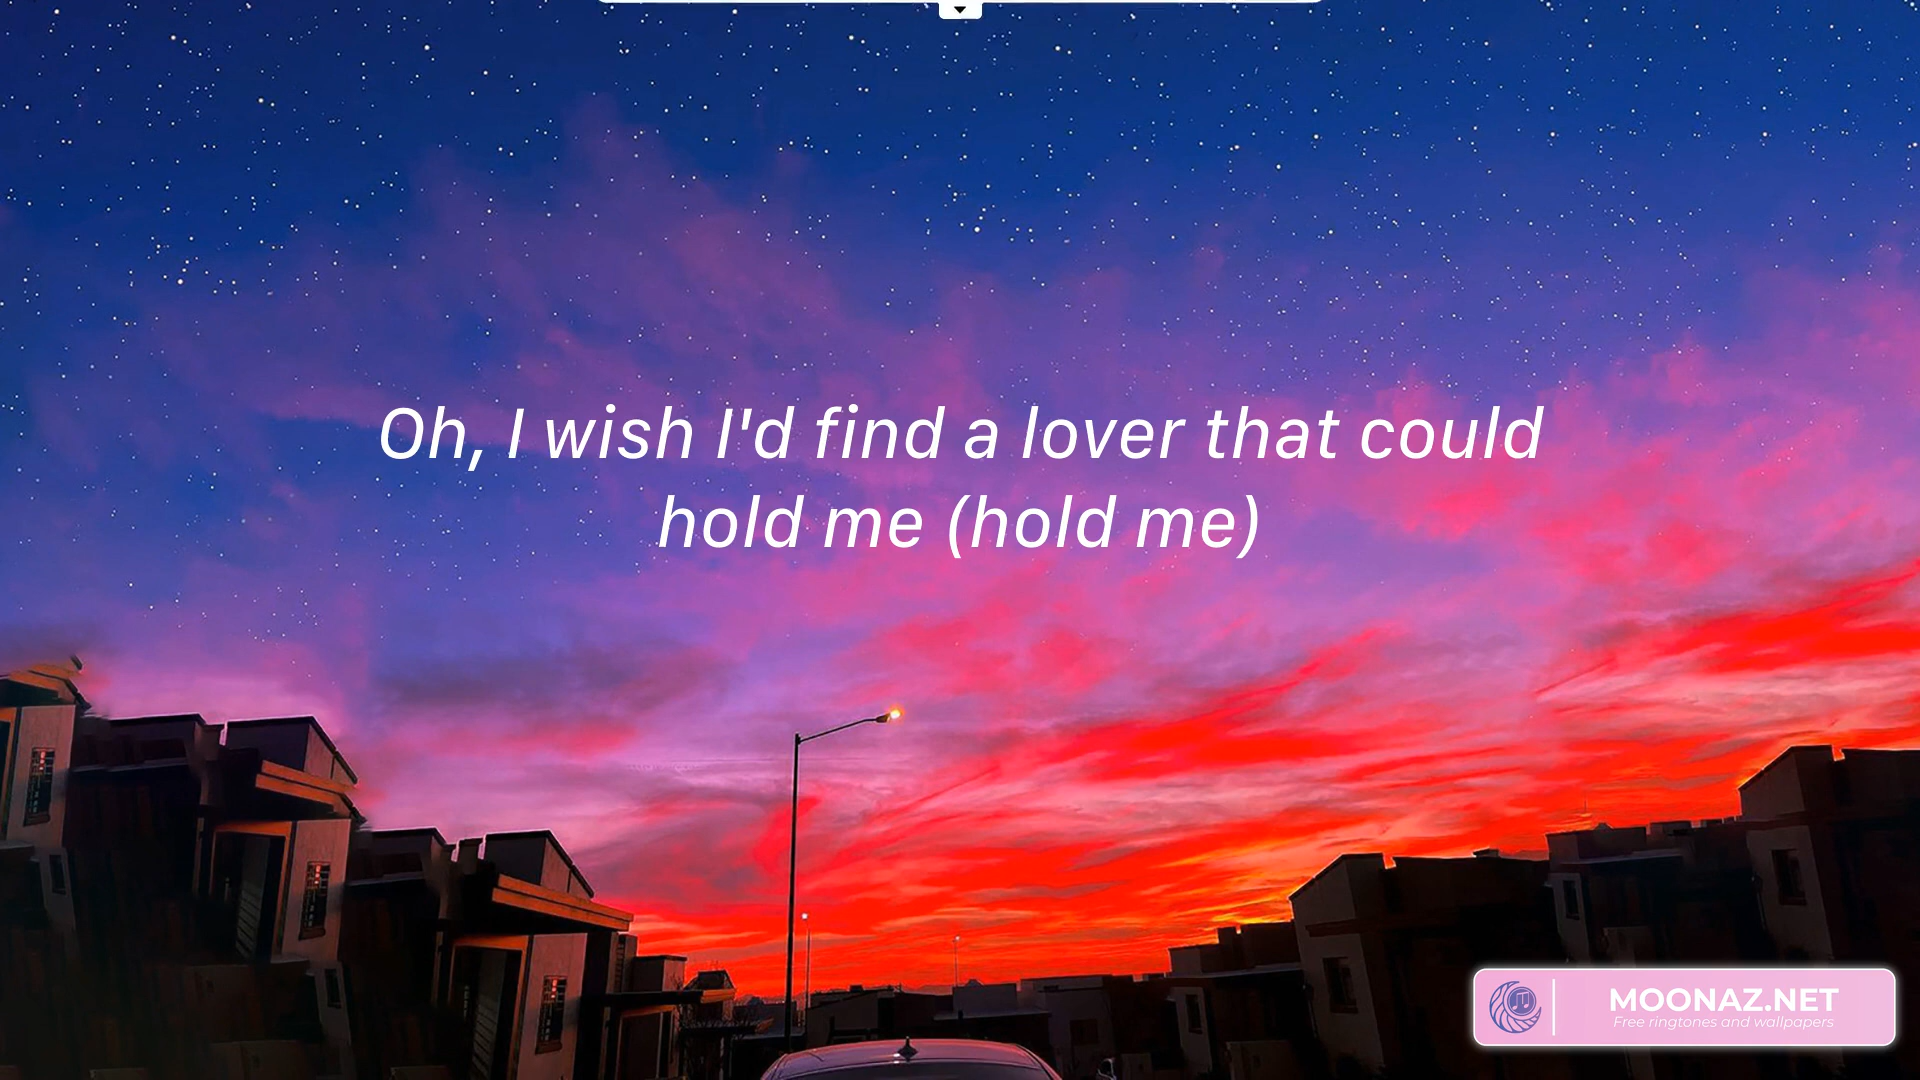 Oh, I wish I'd find a lover that could
hold me (hold me)
MOONAZ.NET
Free ringtones and wallpapers